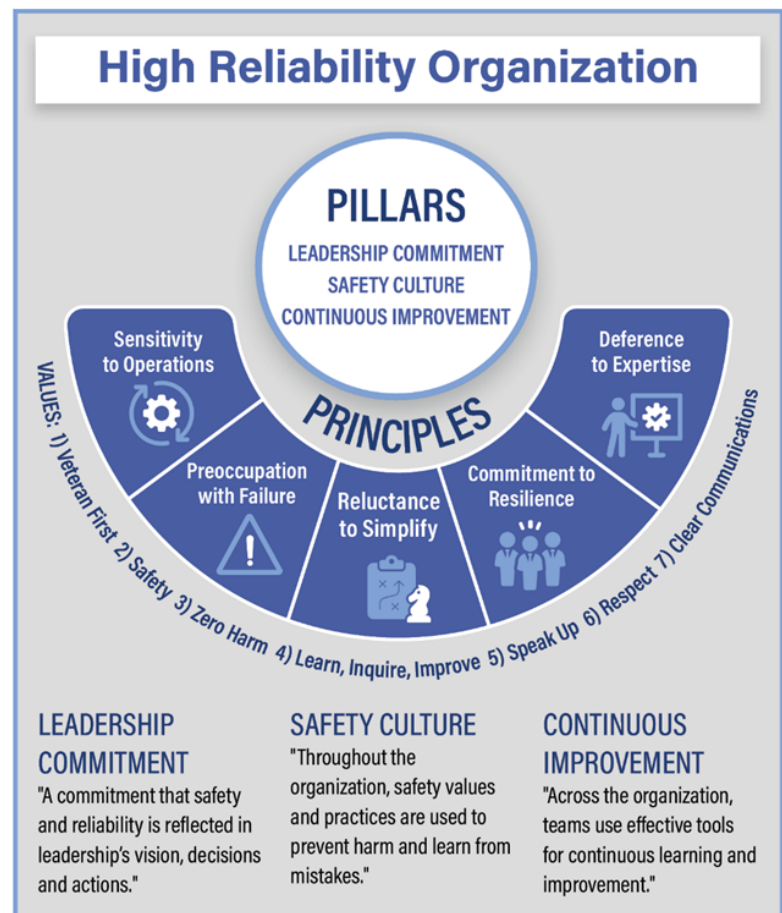 High Reliability Organization
PILLARS
LEADERSHIP COMMITMENT
SAFETY CULTURE
CONTINUOUS IMPROVEMENT
PRINCIPLES
Sensitivity
to Operations
Preoccupation
with Failure
Reluctance
to Simplify
Commitment to
Resilience
Deference
to Expertise
VALUES: 1) Veteran First 2) Safety 3) Zero Harm 4) Learn, Inquire, Improve 5) Speak Up 6) Respect 7) Clear Communications
LEADERSHIP
COMMITMENT
"A commitment that safety
and reliability is reflected in
leadership’s vision, decisions
and actions."
SAFETY CULTURE
"Throughout the
organization, safety values
and practices are used to
prevent harm and learn from
mistakes."
CONTINUOUS
IMPROVEMENT
"Across the organization,
teams use effective tools
for continuous learning and
improvement."